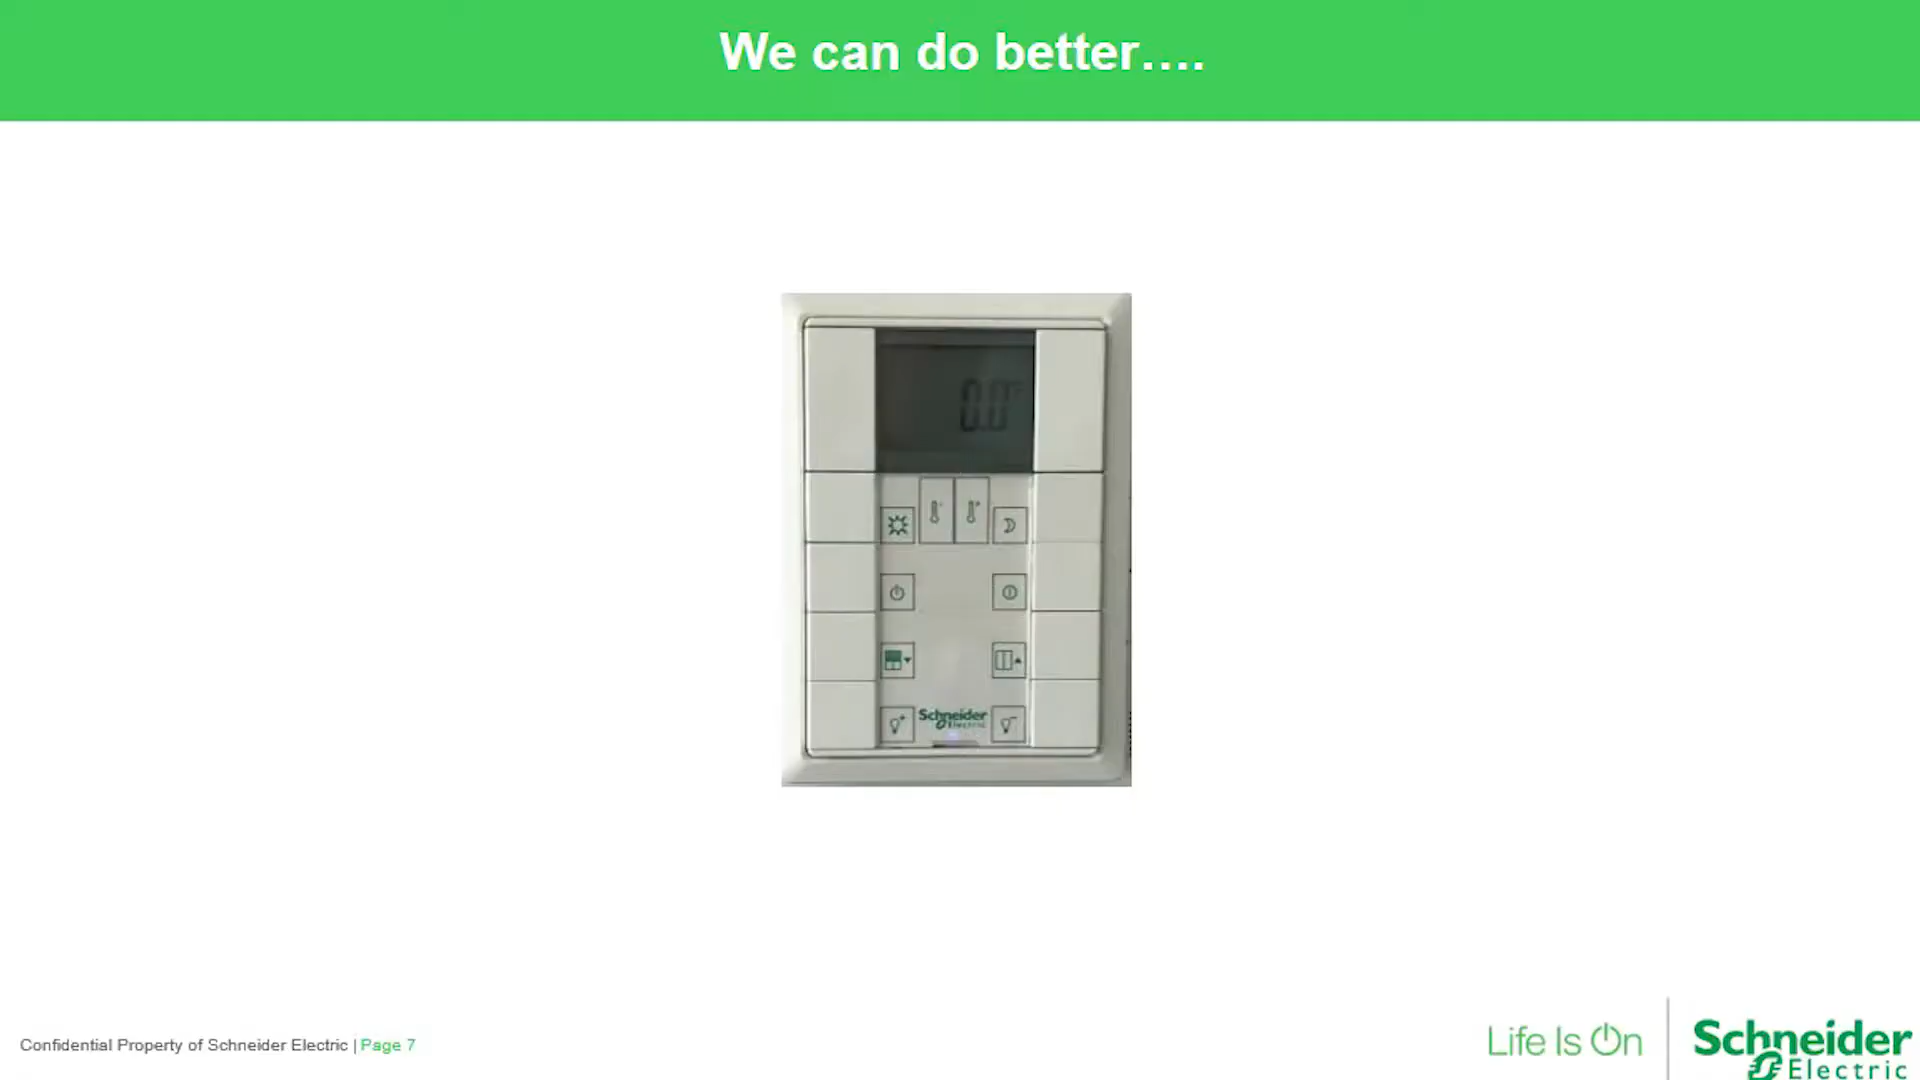 We can do better....
0.0
Schneider
Electric
Confidential Property of Schneider Electric | Page 7
Life Is On
Schneider
Electric